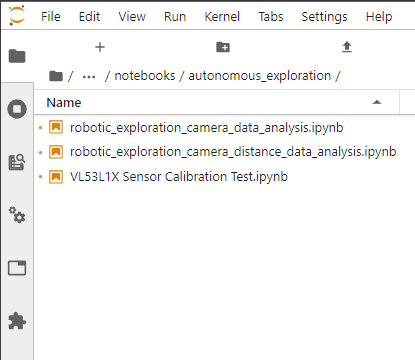 File Edit View Run Kernel Tabs Settings Help
/ ... / notebooks / autonomous_exploration /
Name
robotic_exploration_camera_data_analysis.ipynb
robotic_exploration_camera_distance_data_analysis.ipynb
VL53L1X Sensor Calibration Test.ipynb